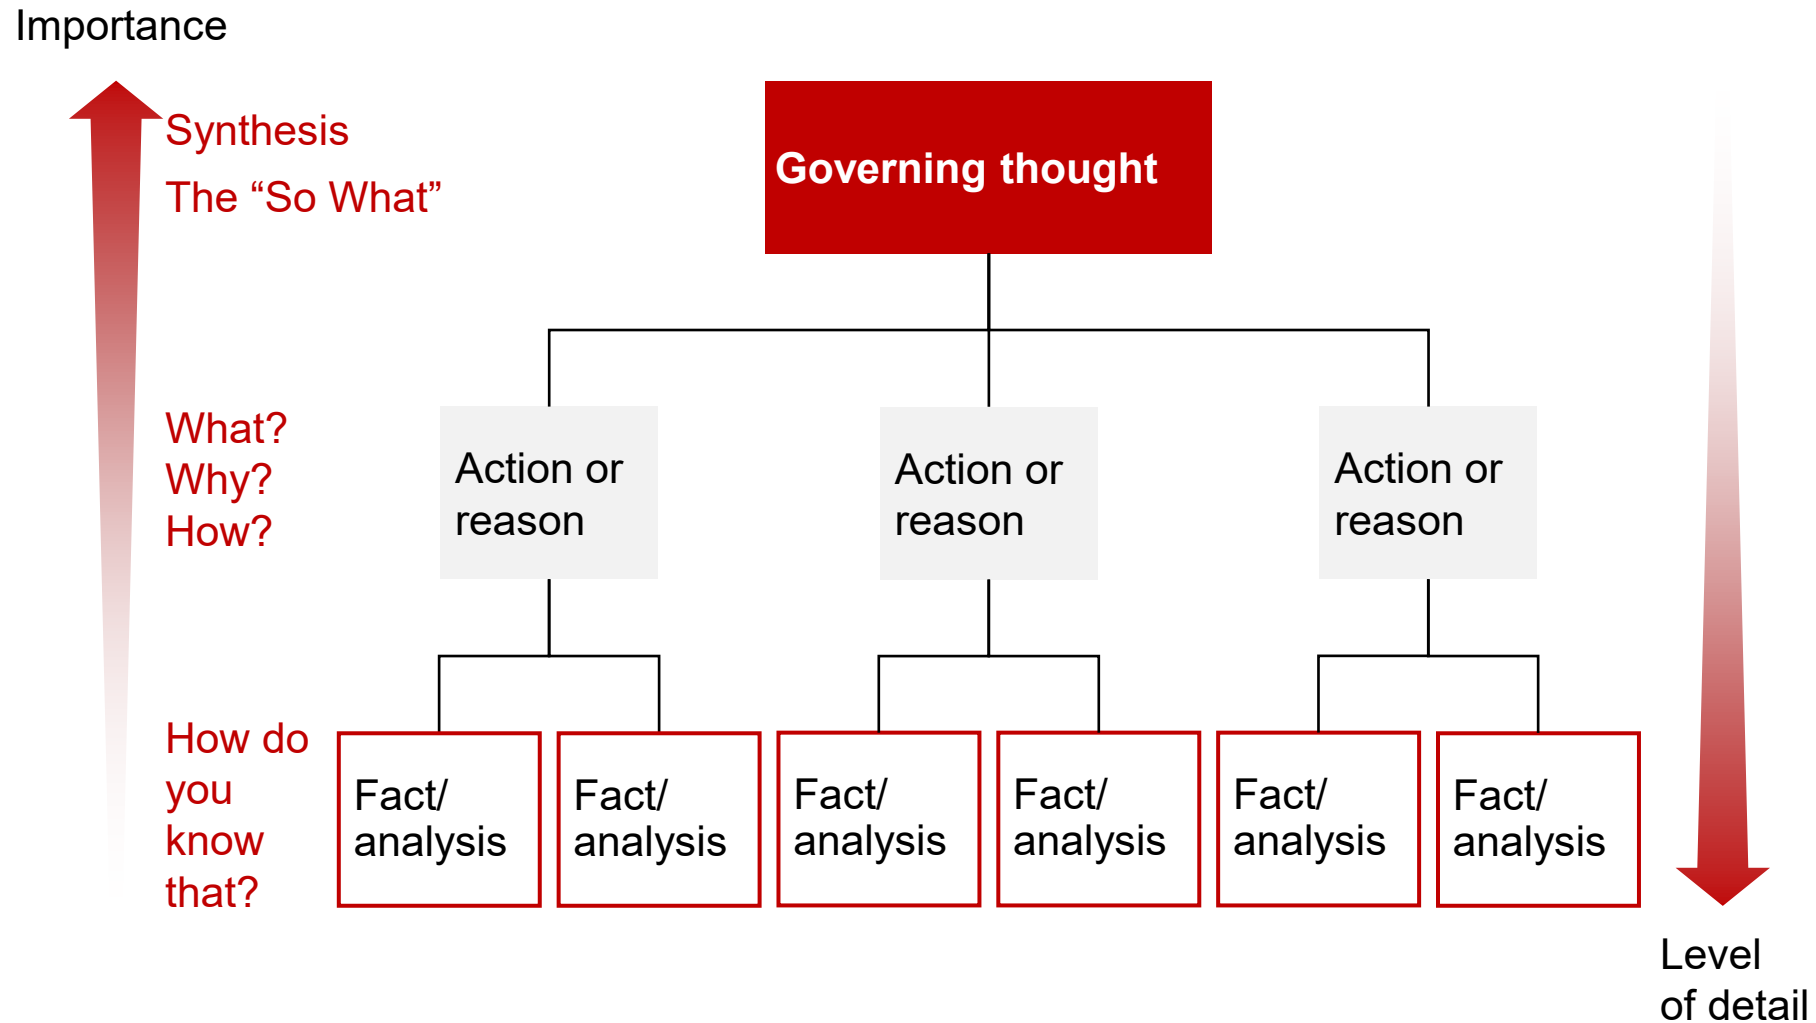 Importance
Synthesis
The “So What”
Governing thought
What?
Why?
How?
Action or
reason
Action or
reason
Action or
reason
How do
you
know
that?
Fact/
analysis
Fact/
analysis
Fact/
analysis
Fact/
analysis
Fact/
analysis
Fact/
analysis
Level
of detail